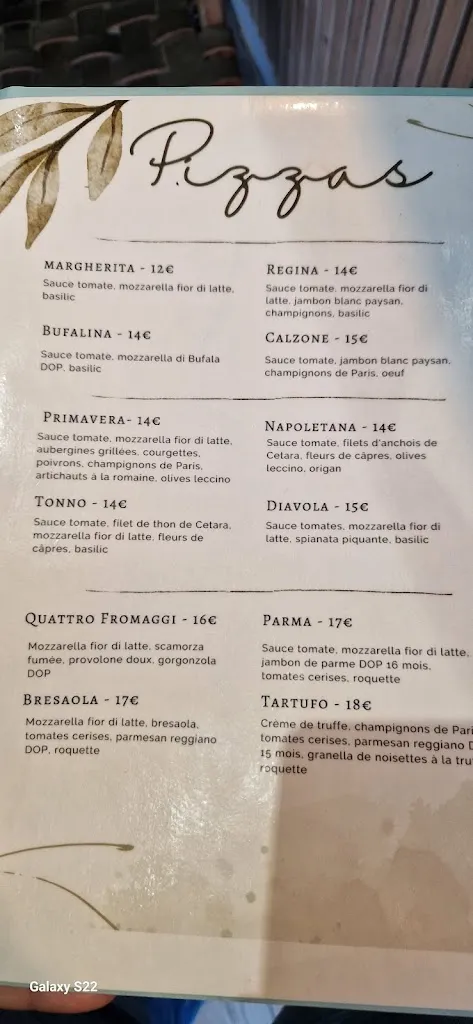 Pizzas
MARGHERITA - 12€
Sauce tomate, mozzarella fior di latte,
basilic
BUFALINA - 14€
Sauce tomate, mozzarella di Bufala
DOP, basilic
PRIMAVERA- 14€
Sauce tomate, mozzarella fior di latte,
aubergines grillées, courgettes,
poivrons, champignons de Paris,
artichauts à la romaine, olives leccino
TONNO - 14€
Sauce tomate, filet de thon de Cetara,
mozzarella fior di latte, fleurs de
câpres, basilic
QUATTRO FROMAGGI - 16€
Mozzarella fior di latte, scamorza
fumée, provolone doux, gorgonzola
DOP
BRESAOLA - 17€
Mozzarella fior di latte, bresaola,
tomates cerises, parmesan reggiano
DOP, roquette
REGINA - 14€
Sauce tomate, mozzarella fior di
latte, jambon blanc paysan,
champignons, basilic
CALZONE - 15€
Sauce tomate, jambon blanc paysan,
champignons de Paris, oeuf
NAPOLETANA - 14€
Sauce tomate, filets d'anchois de
Cetara, fleurs de câpres, olives
leccino, origan
DIAVOLA - 15€
Sauce tomates, mozzarella fior di
latte, spianata piquante, basilic
PARMA - 17€
Sauce tomate, mozzarella fior di latte,
jambon de parme DOP 16 mois,
tomates cerises, roquette
TARTUFO - 18€
Crème de truffe, champignons de Pari
tomates cerises, parmesan reggiano D
15 mois, granella de noisettes à la tru
roquette
Galaxy S22